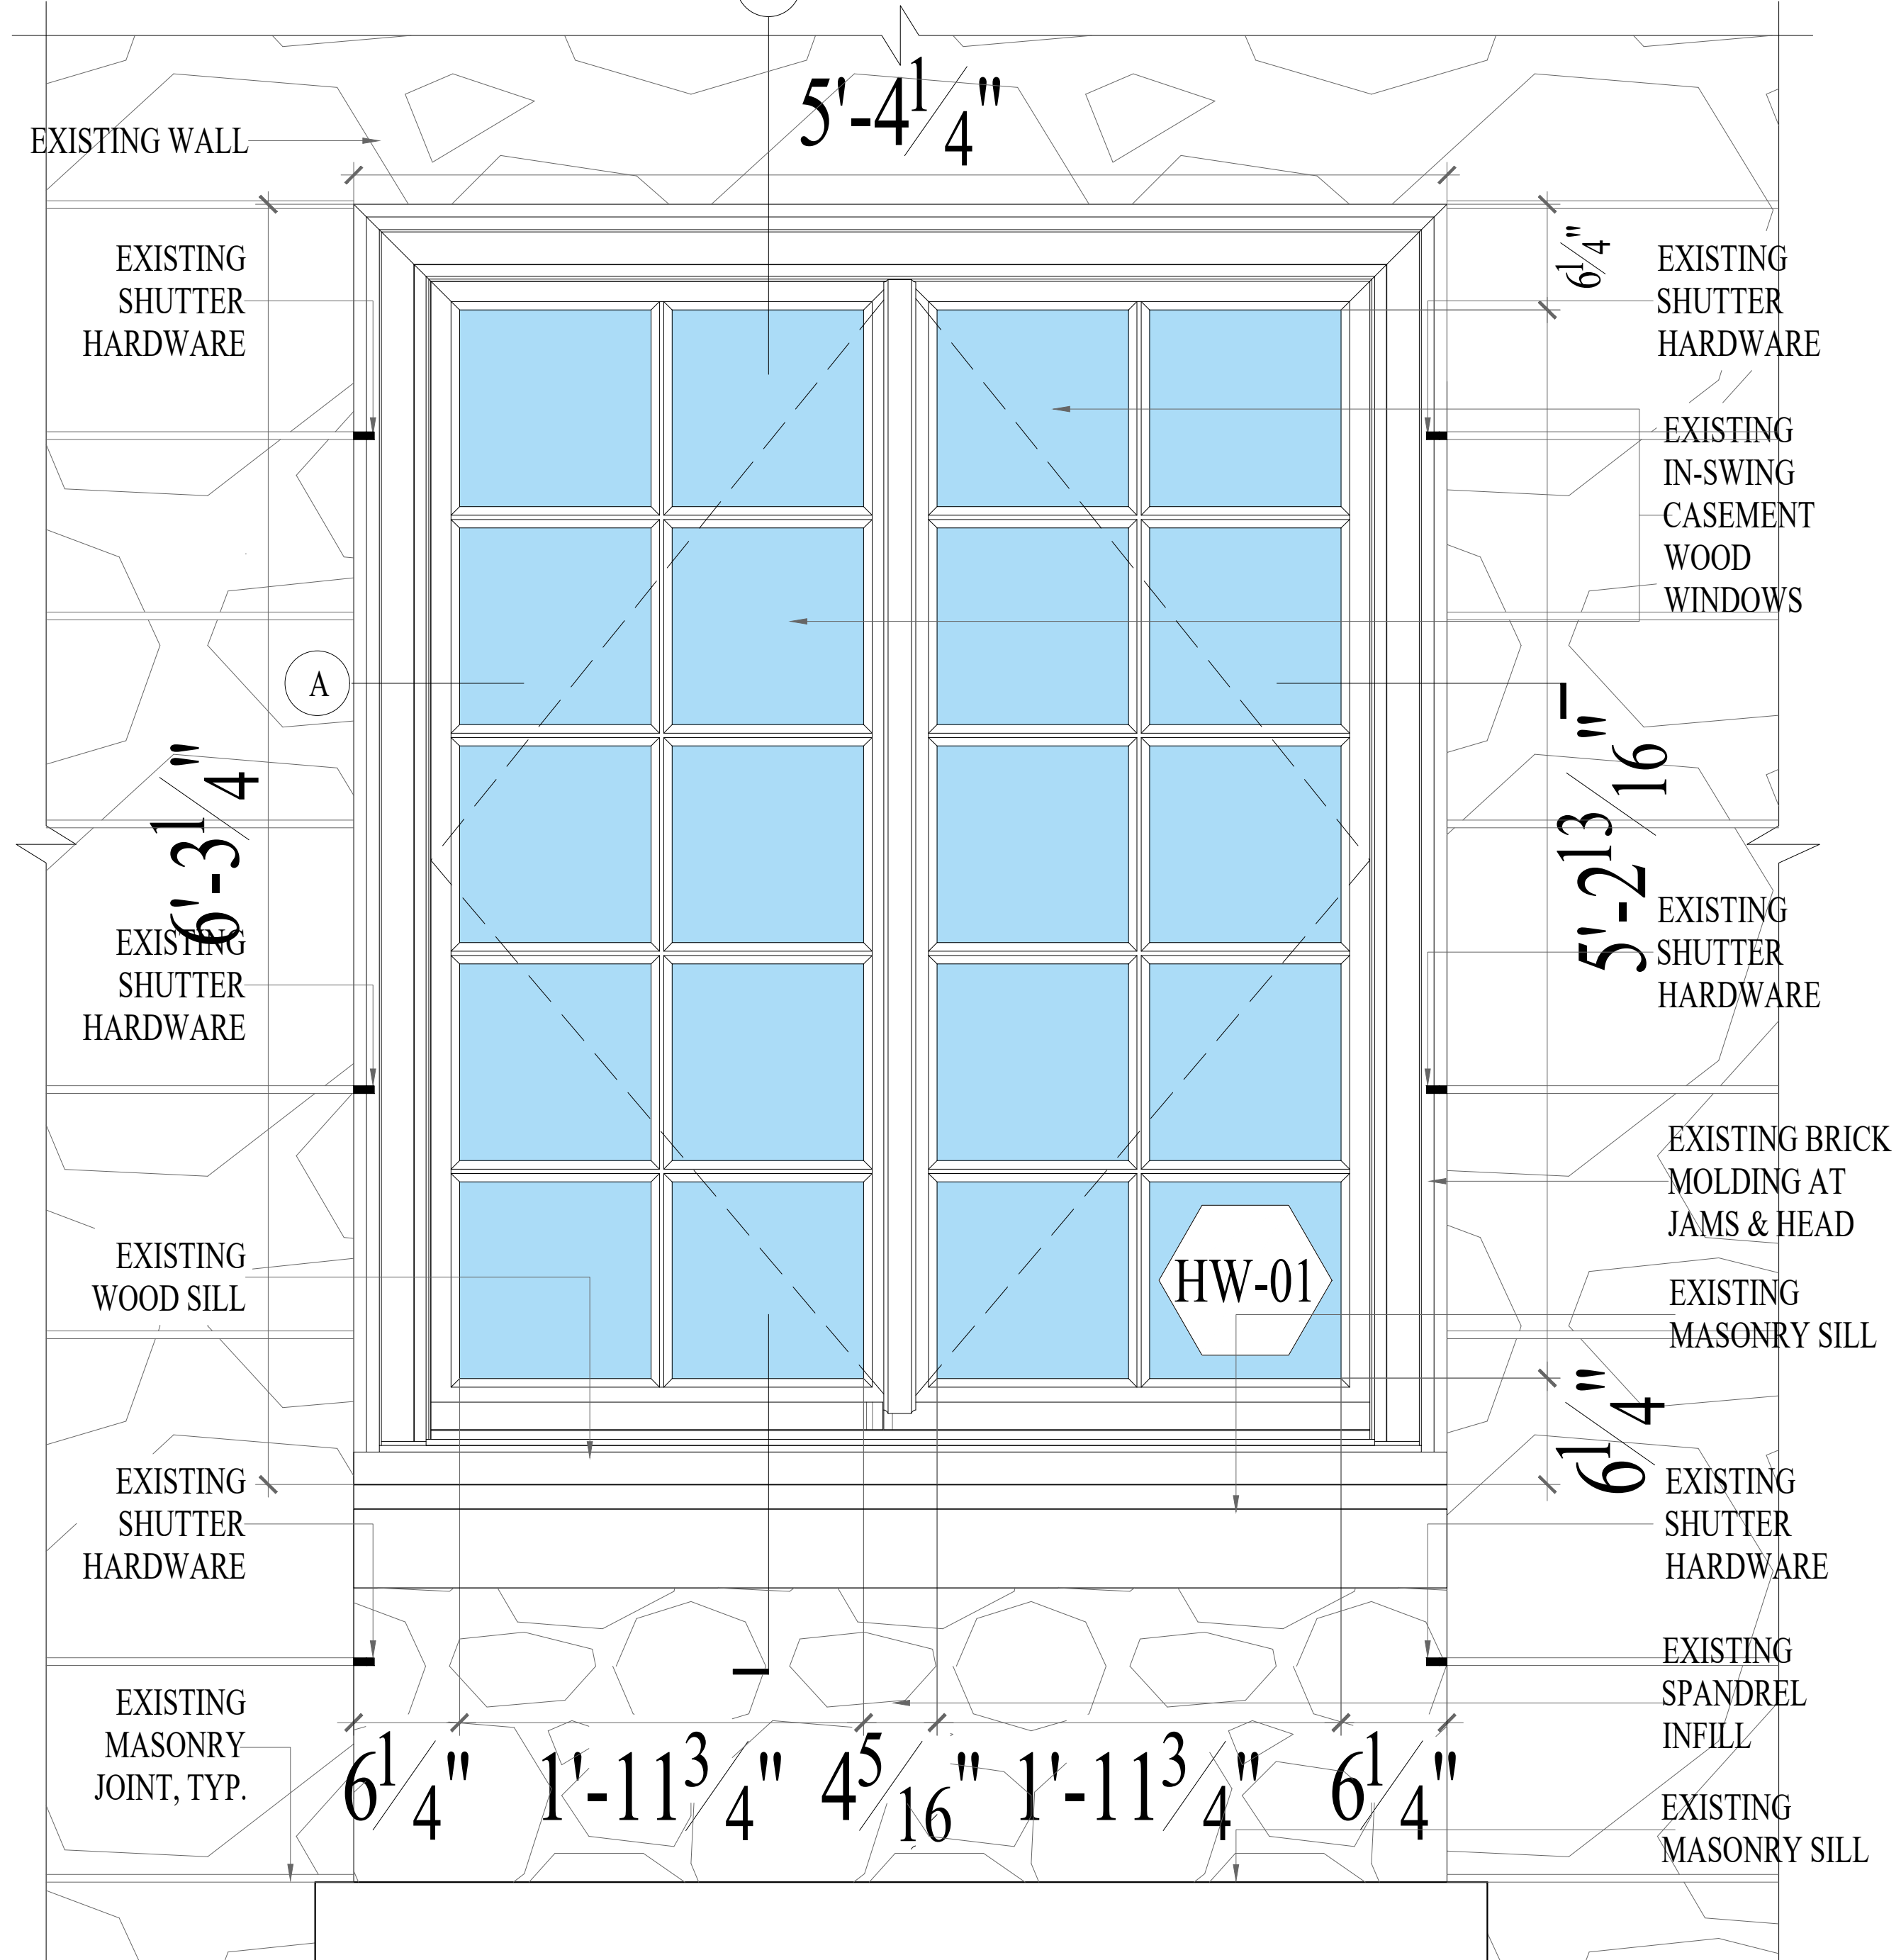 5'-4 1/4"
EXISTING WALL
EXISTING
SHUTTER
HARDWARE
6 1/4"
EXISTING
SHUTTER
HARDWARE
EXISTING
IN-SWING
CASEMENT
WOOD
WINDOWS
A
6'-3 1/4"
5'-2 13/16"
EXISTING
SHUTTER
HARDWARE
EXISTING
SHUTTER
HARDWARE
EXISTING BRICK
MOLDING AT
JAMS & HEAD
EXISTING
WOOD SILL
HW-01
EXISTING
MASONRY SILL
6 1/4"
EXISTING
SHUTTER
HARDWARE
EXISTING
SHUTTER
HARDWARE
EXISTING
SPANDREL
INFILL
EXISTING
MASONRY
JOINT, TYP.
6 1/4" 1'-11 3/4" 4 5/16" 1'-11 3/4" 6 1/4"
EXISTING
MASONRY SILL